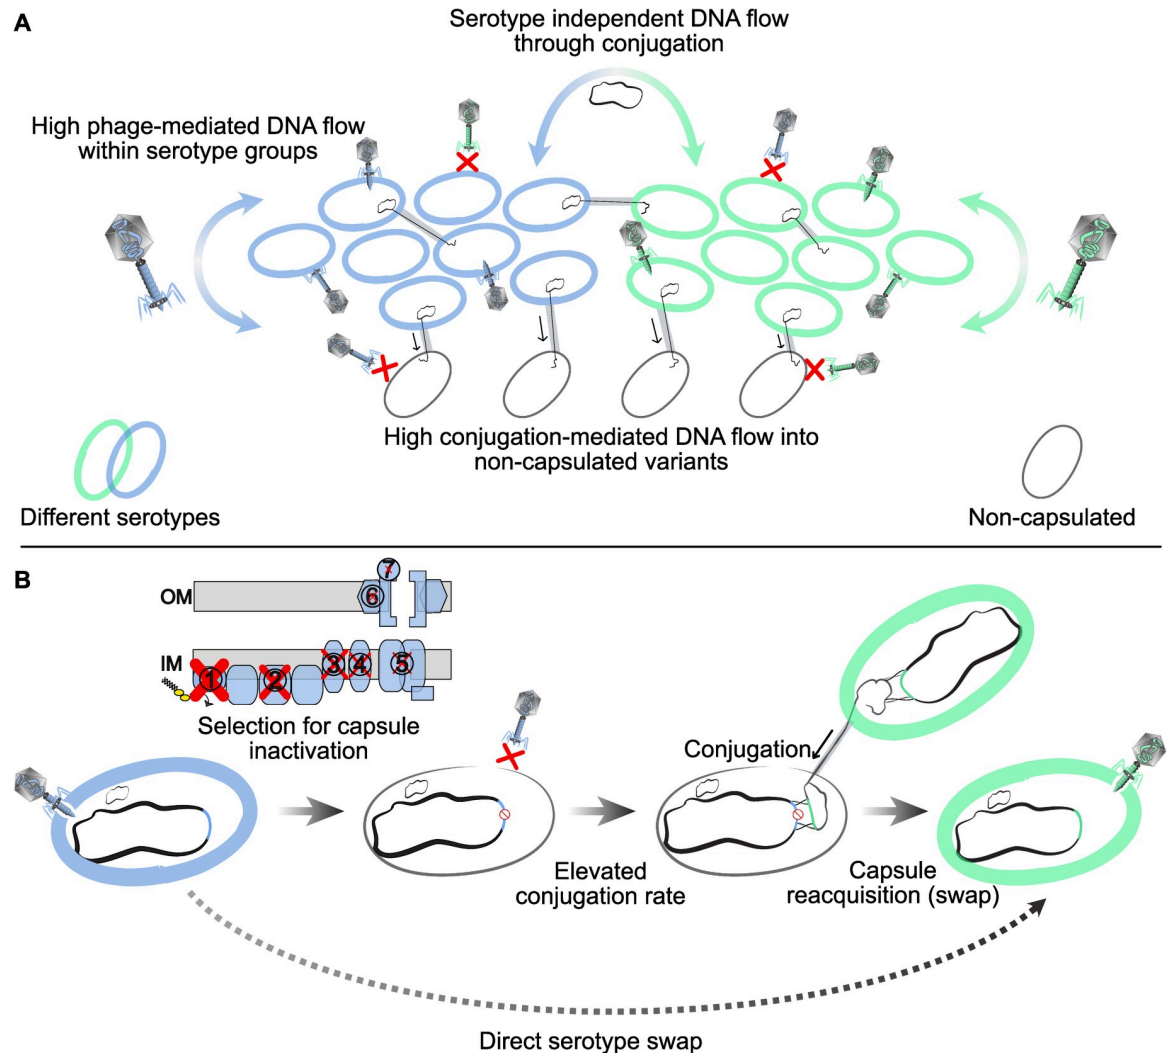 A
Serotype independent DNA flow
through conjugation
High phage-mediated DNA flow
within serotype groups
High conjugation-mediated DNA flow into
non-capsulated variants
Different serotypes
Non-capsulated
B
7
OM
6
IM
1
2
3
4
5
Selection for capsule
inactivation
Conjugation
Elevated
conjugation rate
Capsule
reacquisition (swap)
Direct serotype swap